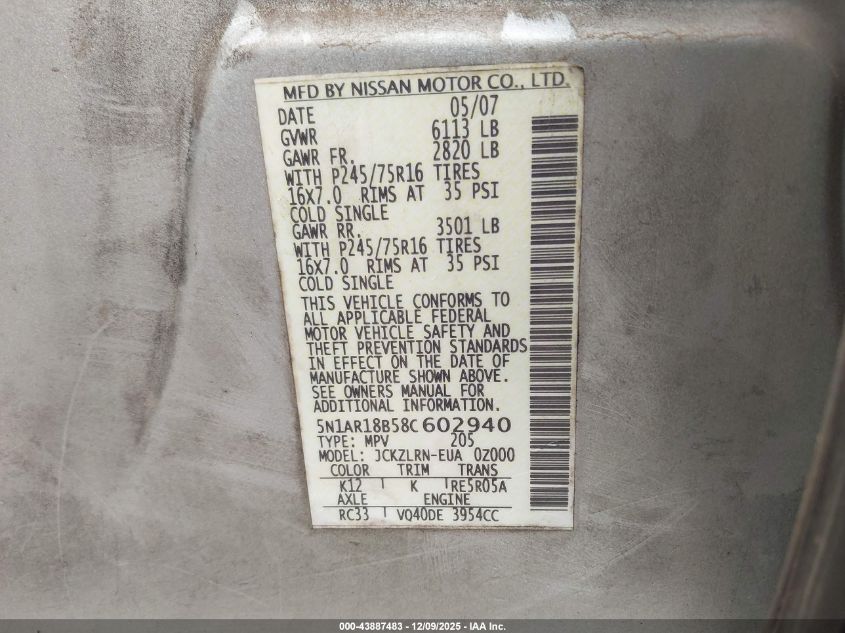 MFD BY NISSAN MOTOR CO., LTD.
DATE 05/07
GVWR 6113 LB
GAWR FR. 2820 LB
WITH P245/75R16 TIRES
16X7.0 RIMS AT 35 PSI
COLD SINGLE
GAWR RR. 3501 LB
WITH P245/75R16 TIRES
16X7.0 RIMS AT 35 PSI
COLD SINGLE
THIS VEHICLE CONFORMS TO
ALL APPLICABLE FEDERAL
MOTOR VEHICLE SAFETY AND
THEFT PREVENTION STANDARDS
IN EFFECT ON THE DATE OF
MANUFACTURE SHOWN ABOVE.
SEE OWNERS MANUAL FOR
ADDITIONAL INFORMATION.
5N1AR18B58C602940
TYPE: MPV 205
MODEL: JCKZLRN-EUA 0Z000
COLOR TRIM TRANS
K12 K RE5R05A
AXLE ENGINE
RC33 VQ40DE 3954CC
000-43887483 - 12/09/2025 - IAA Inc.